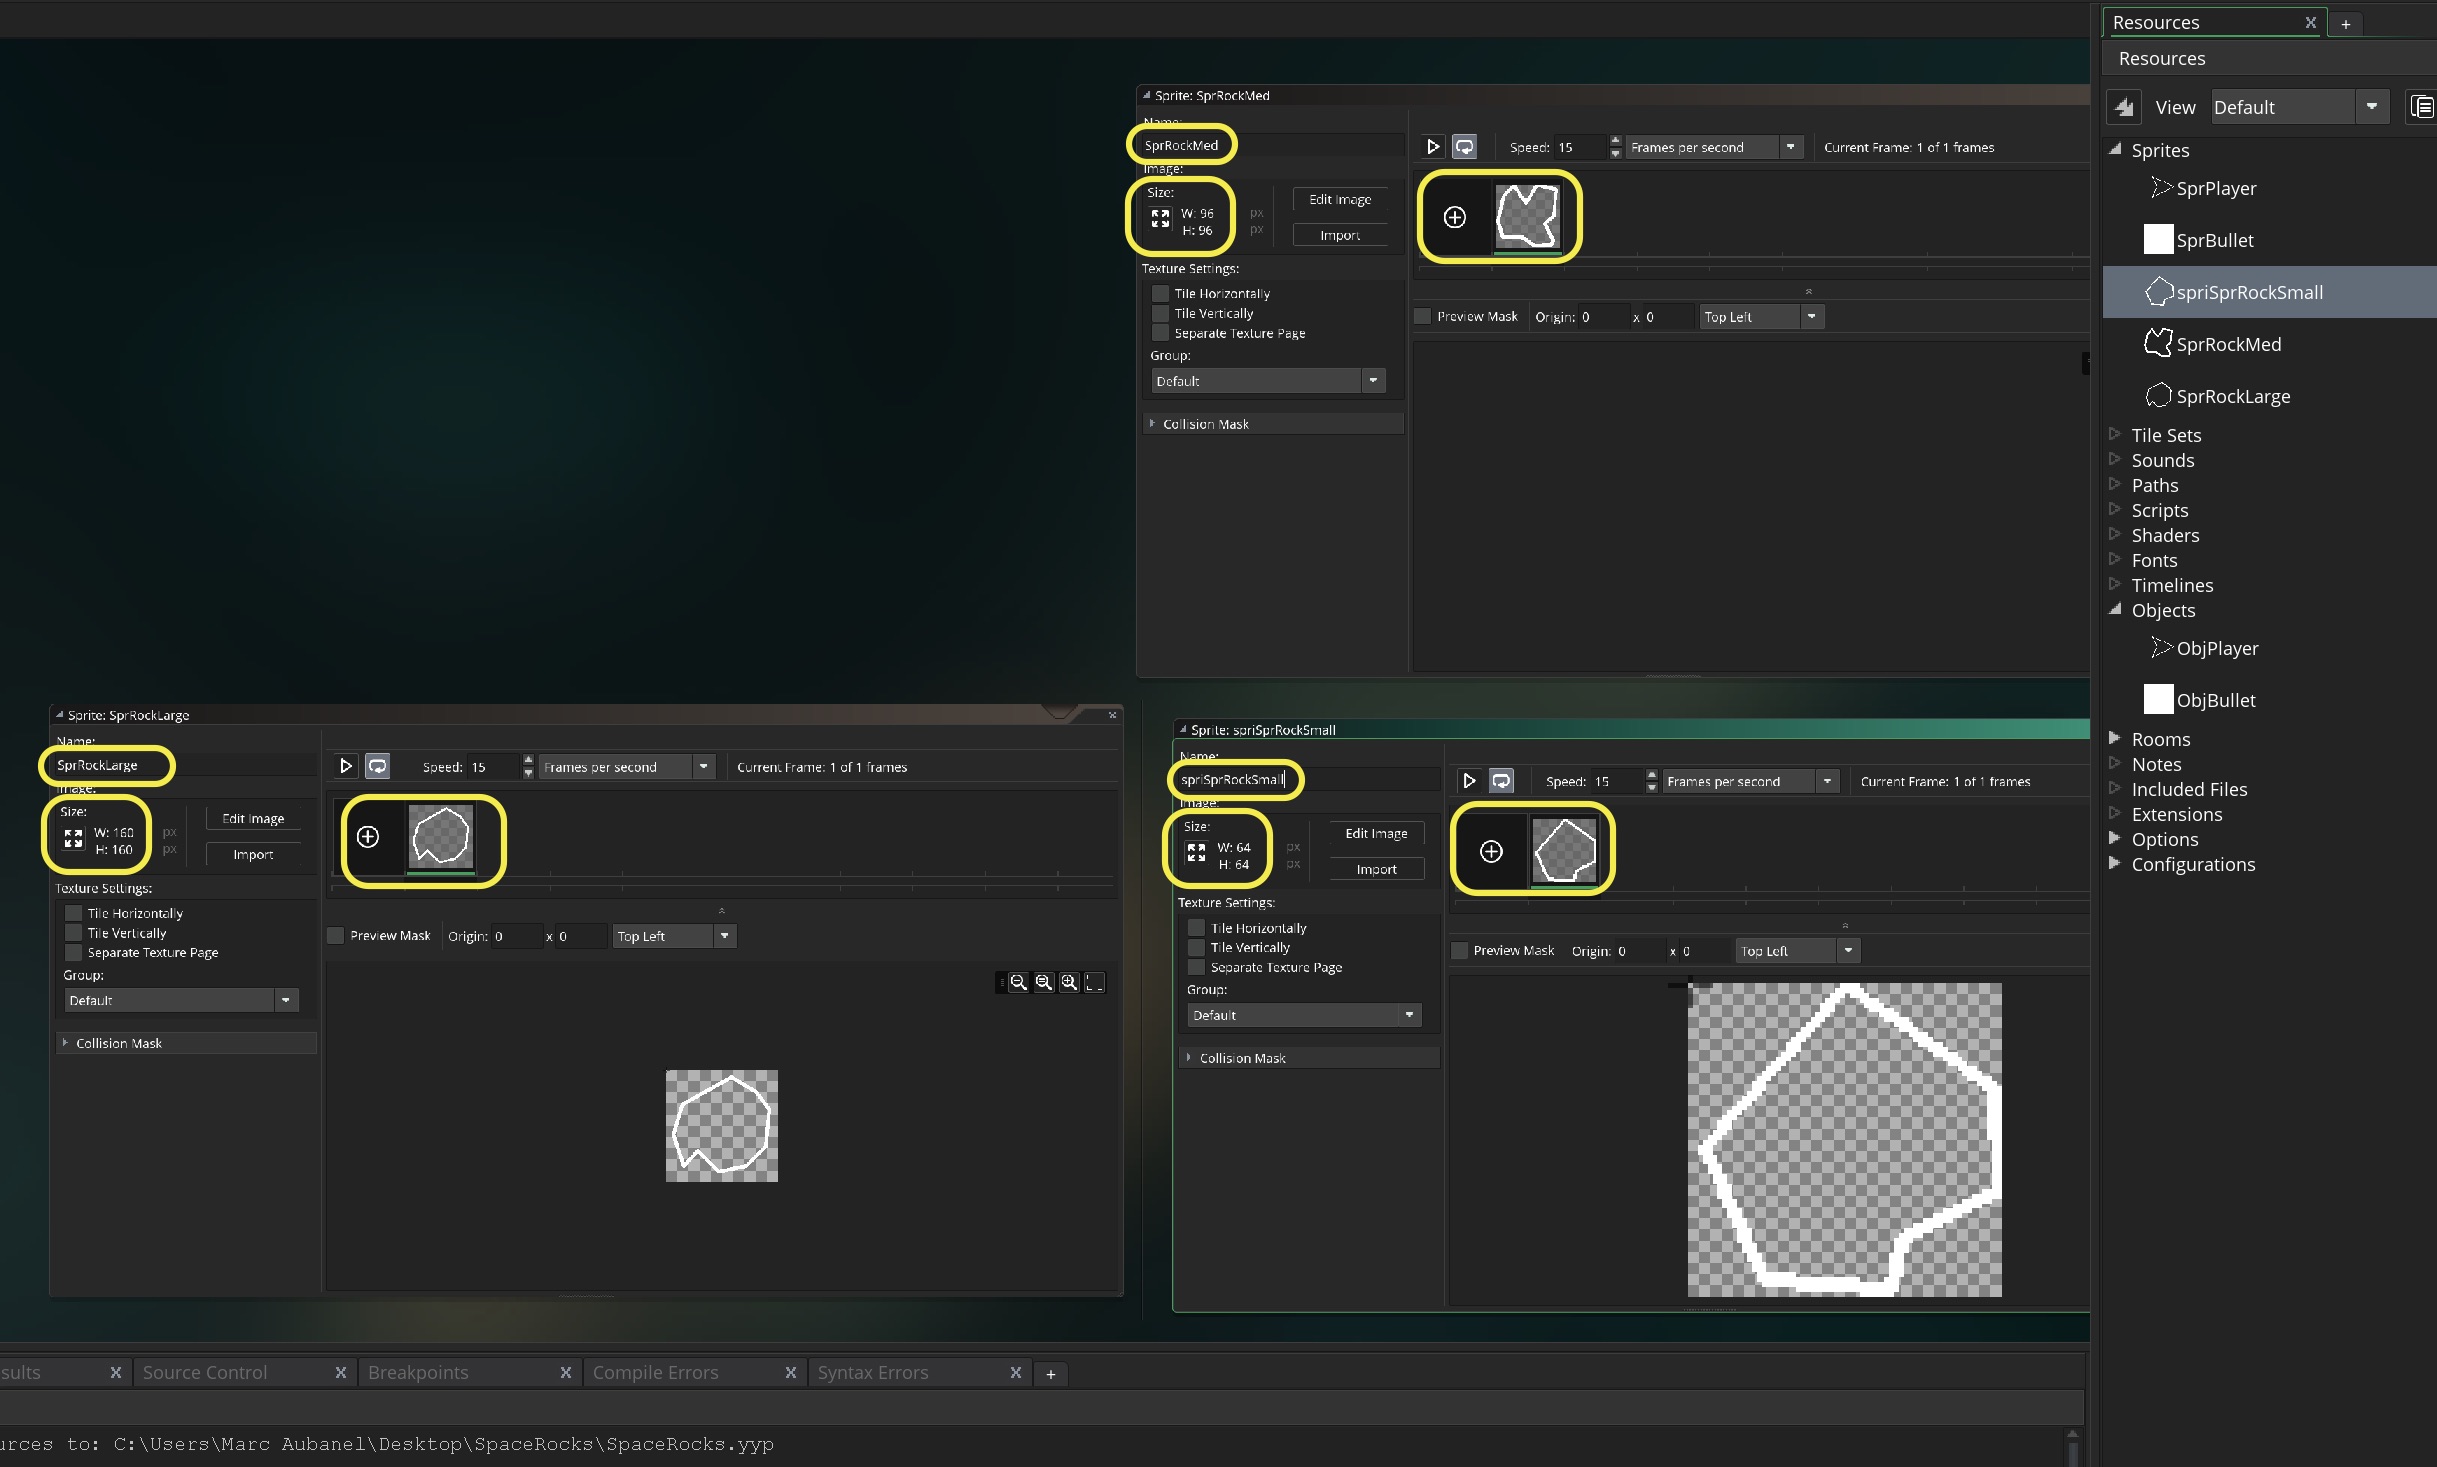 Sprite: SprRockMed
Name:
SprRockMed
Image:
Size:
W: 96 px
H: 96 px
Edit Image
Import
Texture Settings:
Tile Horizontally
Tile Vertically
Separate Texture Page
Group:
Default
Collision Mask
Speed: 15 Frames per second Current Frame: 1 of 1 frames
Preview Mask Origin: 0 x 0 Top Left
Sprite: SprRockLarge x
Name:
SprRockLarge
Image:
Size:
W: 160 px
H: 160 px
Edit Image
Import
Texture Settings:
Tile Horizontally
Tile Vertically
Separate Texture Page
Group:
Default
Collision Mask
Speed: 15 Frames per second Current Frame: 1 of 1 frames
Preview Mask Origin: 0 x 0 Top Left
Sprite: spriSprRockSmall
Name:
spriSprRockSmall
Image:
Size:
W: 64 px
H: 64 px
Edit Image
Import
Texture Settings:
Tile Horizontally
Tile Vertically
Separate Texture Page
Group:
Default
Collision Mask
Speed: 15 Frames per second Current Frame: 1 of 1 frames
Preview Mask Origin: 0 x 0 Top Left
Resources X +
Resources
View Default
Sprites
SprPlayer
SprBullet
spriSprRockSmall
SprRockMed
SprRockLarge
Tile Sets
Sounds
Paths
Scripts
Shaders
Fonts
Timelines
Objects
ObjPlayer
ObjBullet
Rooms
Notes
Included Files
Extensions
Options
Configurations
sults X Source Control X Breakpoints X Compile Errors X Syntax Errors X +
urces to: C:\Users\Marc Aubanel\Desktop\SpaceRocks\SpaceRocks.yyp